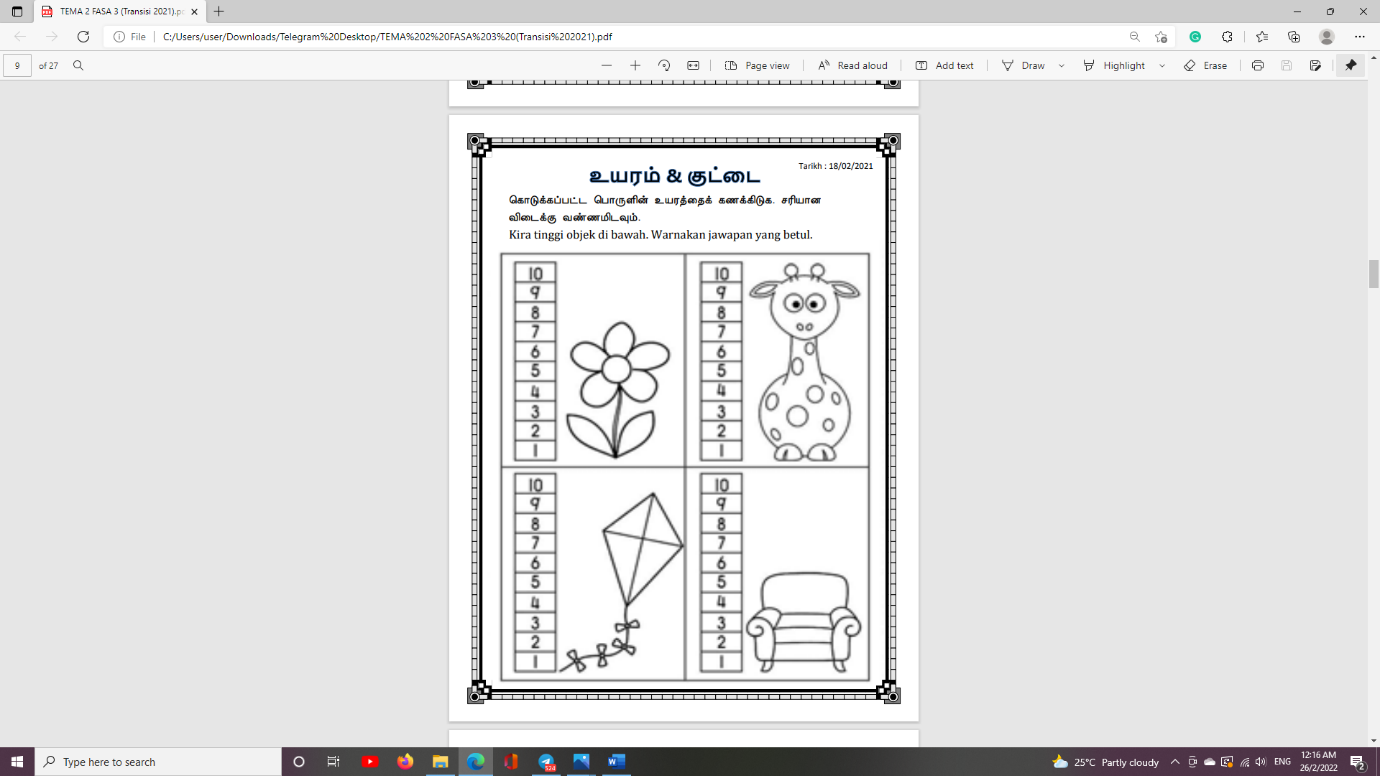 TEMA 2 FASA 3 (Transisi 2021).pdf
File
C:/Users/user/Downloads/Telegram%20Desktop/TEMA%202%20FASA%203%20(Transisi%202021).pdf
9 of 27
Page view
Read aloud
Add text
Draw
Highlight
Erase
Tarikh : 18/02/2021
உயரம் & குட்டை
கொடுக்கப்பட்ட பொருளின் உயரத்தைக் கணக்கிடுக. சரியான
விடைக்கு வண்ணமிடவும்.
Kira tinggi objek di bawah. Warnakan jawapan yang betul.
10
9
8
7
6
5
4
3
2
1
10
9
8
7
6
5
4
3
2
1
10
9
8
7
6
5
4
3
2
1
10
9
8
7
6
5
4
3
2
1
Type here to search
524
25°C Partly cloudy
ENG
12:16 AM
26/2/2022
2